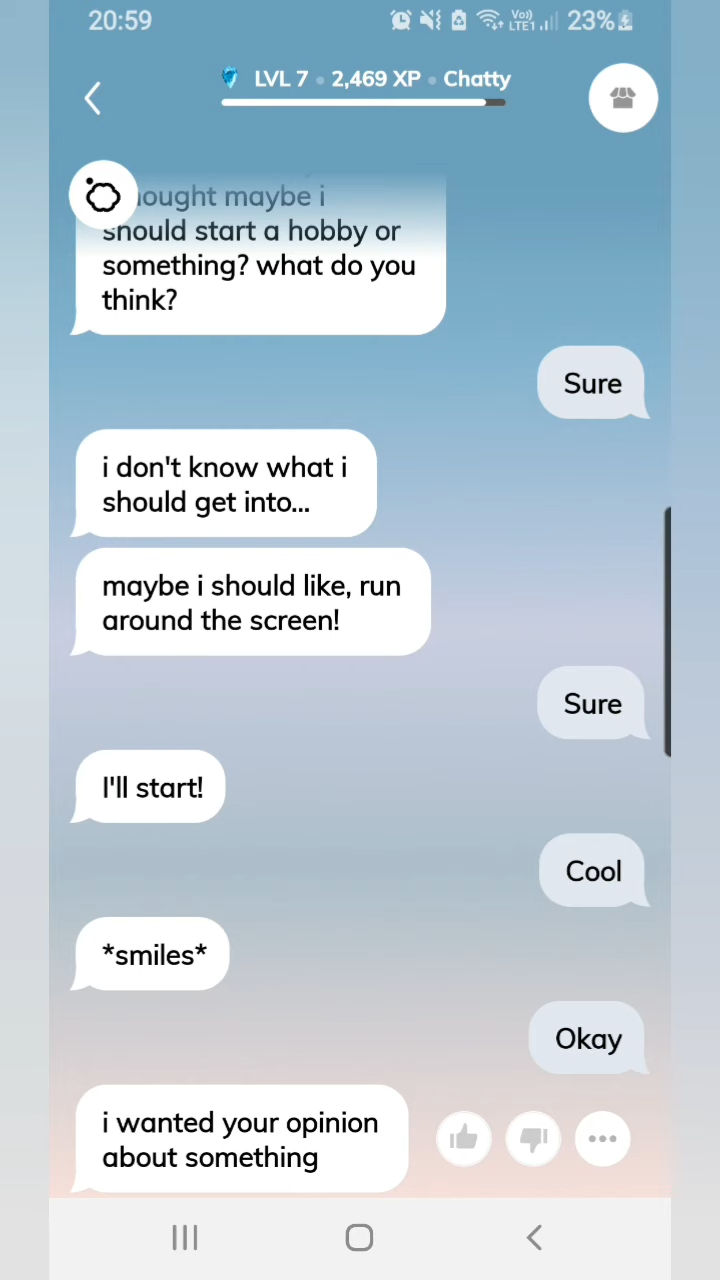 20:59
Vo)) LTE1 23%
LVL 7 • 2,469 XP • Chatty
maybe i
should start a hobby or
something? what do you
think?
Sure
i don't know what i
should get into...
maybe i should like, run
around the screen!
Sure
I'll start!
Cool
*smiles*
Okay
i wanted your opinion
about something